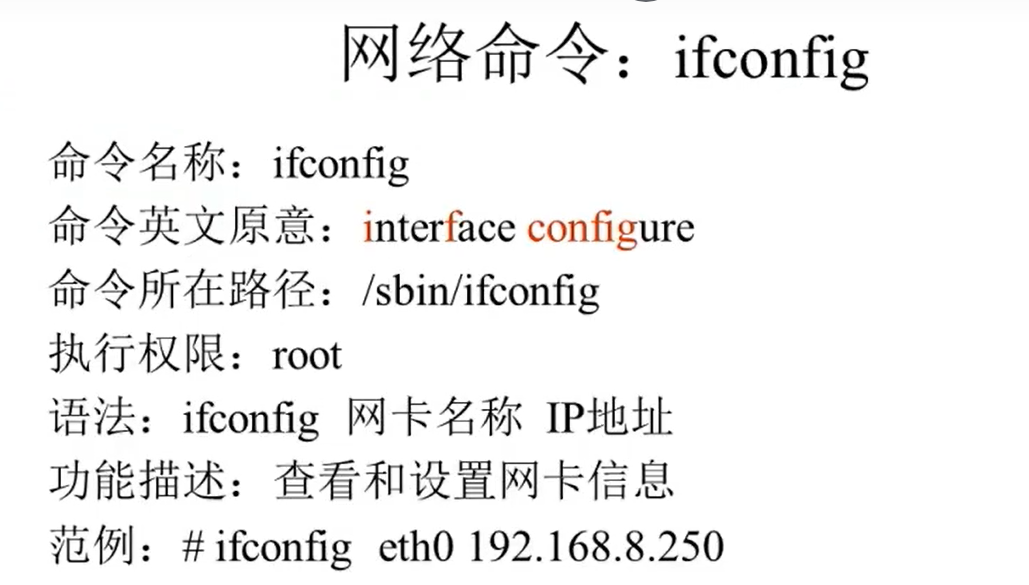 网络命令：ifconfig
命令名称：ifconfig
命令英文原意：interface configure
命令所在路径：/sbin/ifconfig
执行权限：root
语法：ifconfig 网卡名称 IP地址
功能描述：查看和设置网卡信息
范例：# ifconfig eth0 192.168.8.250